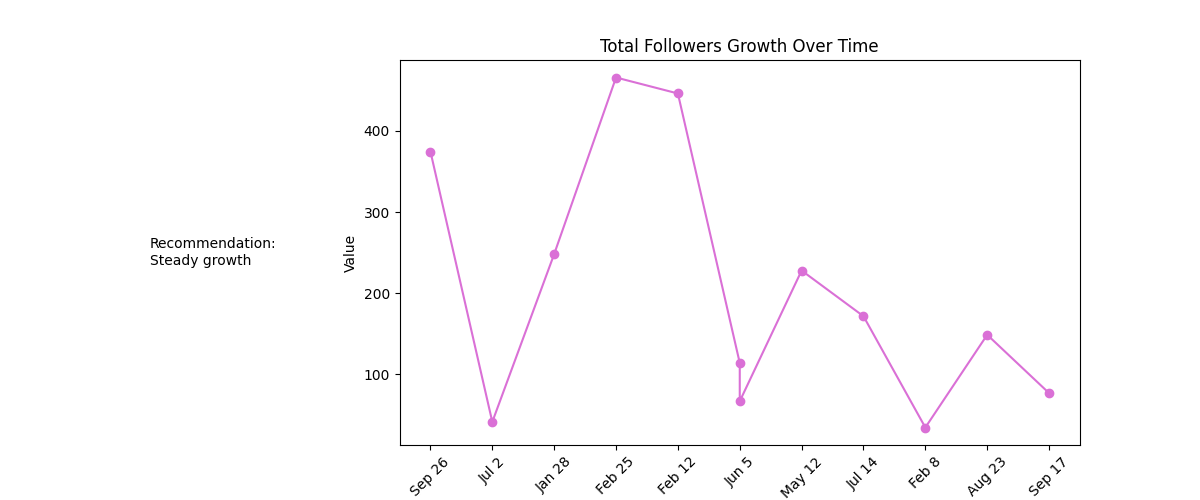 Total Followers Growth Over Time
Recommendation:
Steady growth
Value
400
300
200
100
Sep 26
Jul 2
Jan 28
Feb 25
Feb 12
Jun 5
May 12
Jul 14
Feb 8
Aug 23
Sep 17